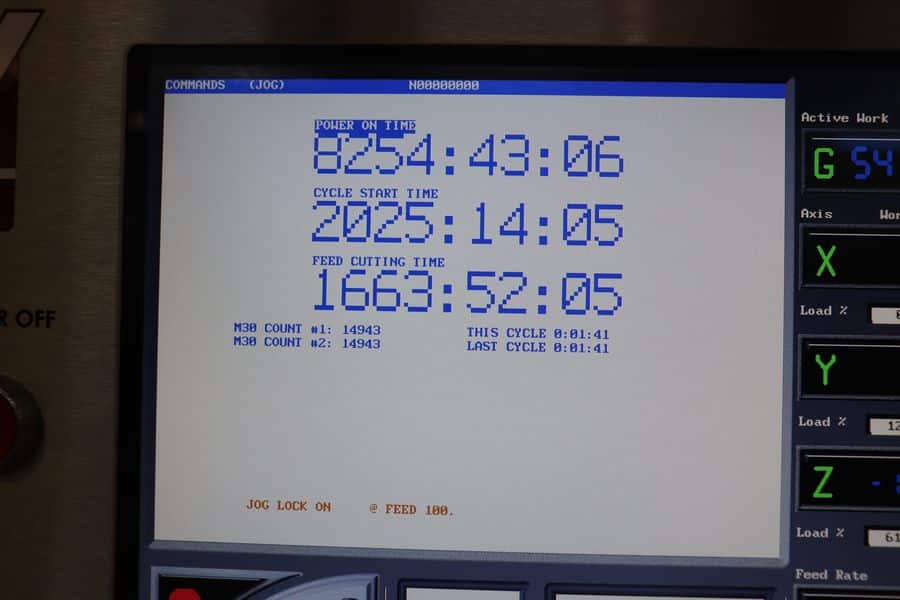 COMMANDS (JOG) N00000000
POWER ON TIME
8254:43:06
CYCLE START TIME
2025:14:05
FEED CUTTING TIME
1663:52:05
M30 COUNT #1: 14943 THIS CYCLE 0:01:41
M30 COUNT #2: 14943 LAST CYCLE 0:01:41
JOG LOCK ON @ FEED 100.
R OFF
Active Work
G 54
Axis
X
Load %
Y
Load %
12
Z
Load %
61
Feed Rate